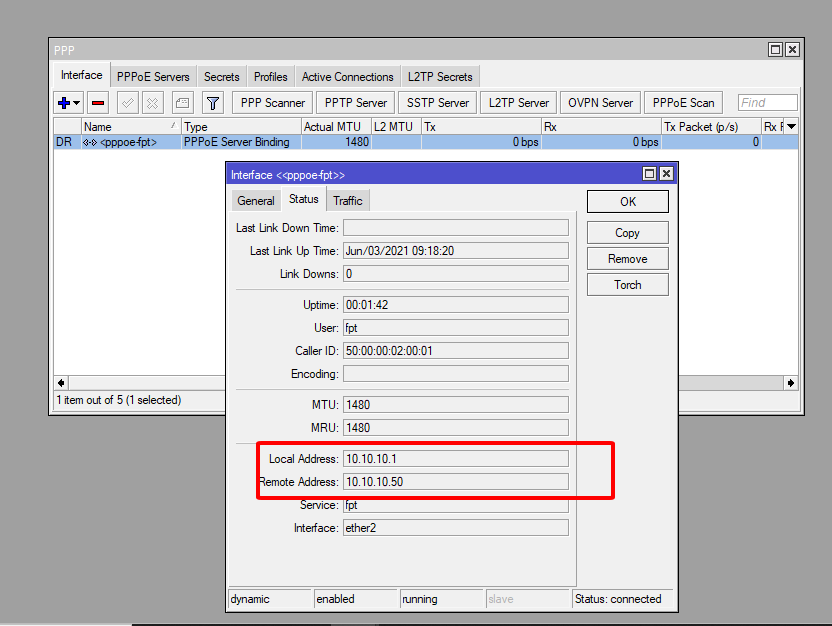 PPP
Interface PPPoE Servers Secrets Profiles Active Connections L2TP Secrets
PPP Scanner PPTP Server SSTP Server L2TP Server OVPN Server PPPoE Scan Find
Name / Type Actual MTU L2 MTU Tx Rx Tx Packet (p/s) Rx F
DR <pppoe-fpt> PPPoE Server Binding 1480 0 bps 0 bps 0
1 item out of 5 (1 selected)
Interface <<pppoe-fpt>>
General Status Traffic
Last Link Down Time:
Last Link Up Time: Jun/03/2021 09:18:20
Link Downs: 0
Uptime: 00:01:42
User: fpt
Caller ID: 50:00:00:02:00:01
Encoding:
MTU: 1480
MRU: 1480
Local Address: 10.10.10.1
Remote Address: 10.10.10.50
Service: fpt
Interface: ether2
OK
Copy
Remove
Torch
dynamic enabled running slave Status: connected